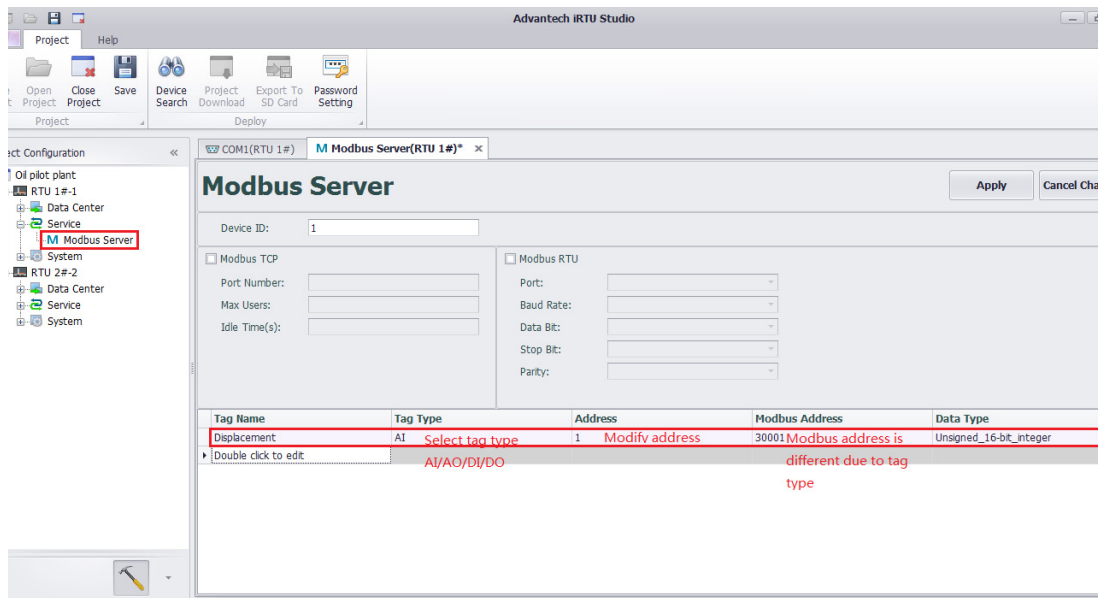 Advantech iRTU Studio
Project Help
Open Project
Close Project
Save
Device Search
Project Download
Export To SD Card
Password Setting
Project
Deploy
ect Configuration
«
COM1(RTU 1#)
M Modbus Server(RTU 1#)*
Oil pilot plant
RTU 1#-1
Data Center
Service
M Modbus Server
System
RTU 2#-2
Data Center
Service
System
Modbus Server
Apply
Cancel Cha
Device ID: 1
Modbus TCP
Port Number:
Max Users:
Idle Time(s):
Modbus RTU
Port:
Baud Rate:
Data Bit:
Stop Bit:
Parity:
Tag Name Tag Type Address Modbus Address Data Type
Displacement AI 1 30001 Unsigned_16-bit_integer
Double click to edit
Select tag type
AI/AO/DI/DO
Modify address
Modbus address is
different due to tag
type